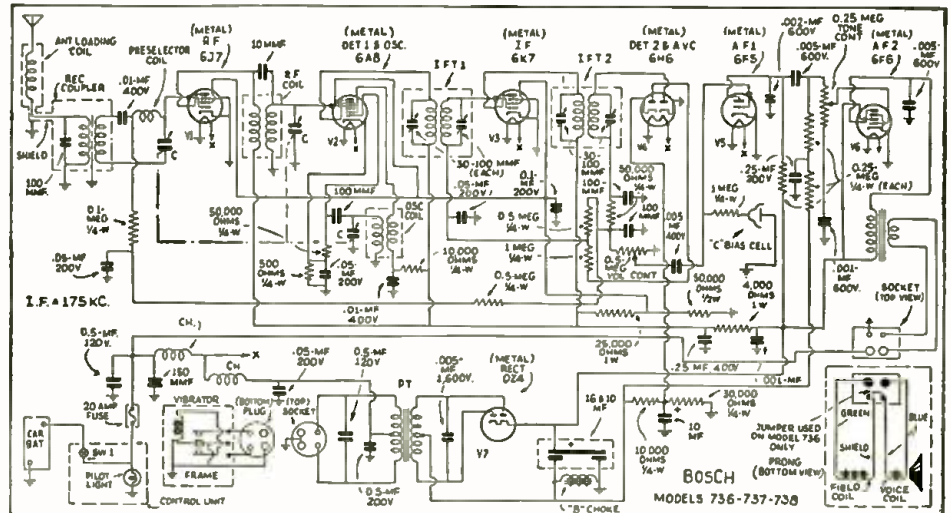 ANT LOADING
COIL
REC
COUPLER
SHIELD
100
MMF.
.01-MF
400V
PRESELECTOR
COIL
C
(METAL)
RF
6J7
V1
X
10 MMF
R.F
COIL
C
(METAL)
DET 1 & OSC.
6A8
V2
X
I F T 1
30-100 MMF
(EACH)
.05-MF
200V
(METAL)
I F
6K7
V3
X
0.1-
MF
200V
I F T 2
30-
100
MMF
100
MMF
(METAL)
DET 2 & AVC
6H6
X
50,000
OHMS
1/4-W
100
MMF
.005
MF
400V
(METAL)
A F 1
6F5
V5
X
1 MEG
1/4-W
"C" BIAS CELL
.002-MF
600V
.005-MF
600V.
0.25 MEG
TONE
CONT
(METAL)
A F 2
6F6
V6
X
.005-
MF
600V
.25-MF
200V
0.25-
MEG
1/4-W (EACH)
0.1-
MEG
1/4-W
.05-MF
200V
50,000
OHMS
1/4-W
100 MMF
C
OSC
COIL
500
OHMS
1/4-W
.05-
MF
200V
.01-MF
400V
10,000
OHMS
1/4-W
0.5 MEG
1/4-W
1 MEG
1/4-W
0.5-MEG
0.5-
MEG
VOL CONT
50,000
OHMS
1/2W
4,000
OHMS
1W
.001-
MF
600V.
SOCKET
(TOP VIEW)
I.F. = 175 KC.
25,000
OHMS
1W
.25 MF, 400V
.001-MF
0.5-MF.
120V.
CH,
150
MMF
CH
X
20 AMP
FUSE
.05-MF
200V
0.5-MF
120V
PT
.005-
MF
1,600V.
(METAL)
RECT
OZ4
V7
16 & 10
MF
"B" CHOKE
10
MF
10,000
OHMS
1/4-W
30,000
OHMS
1/4-W
CAR
BAT
SW 1
PILOT
LIGHT
CONTROL UNIT
VIBRATOR
FRAME
(BOTTOM)
PLUG
(TOP)
SOCKET
0.5-MF
200V
BOSCH
MODELS 736-737-738
JUMPER USED
ON MODEL 736
ONLY
PRONG
(BOTTOM VIEW)
GREEN
SHIELD
BLUE
FIELD
COIL
VOICE
COIL